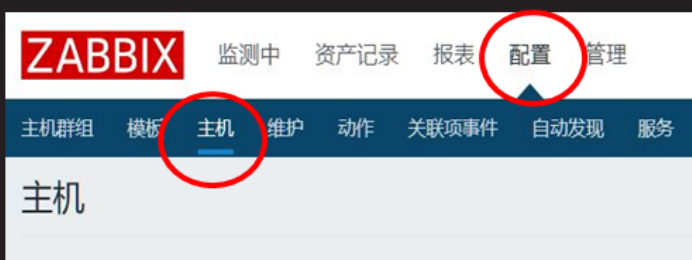 ZABBIX 监测中 资产记录 报表 配置 管理
主机群组 模板 主机 维护 动作 关联项事件 自动发现 服务
主机